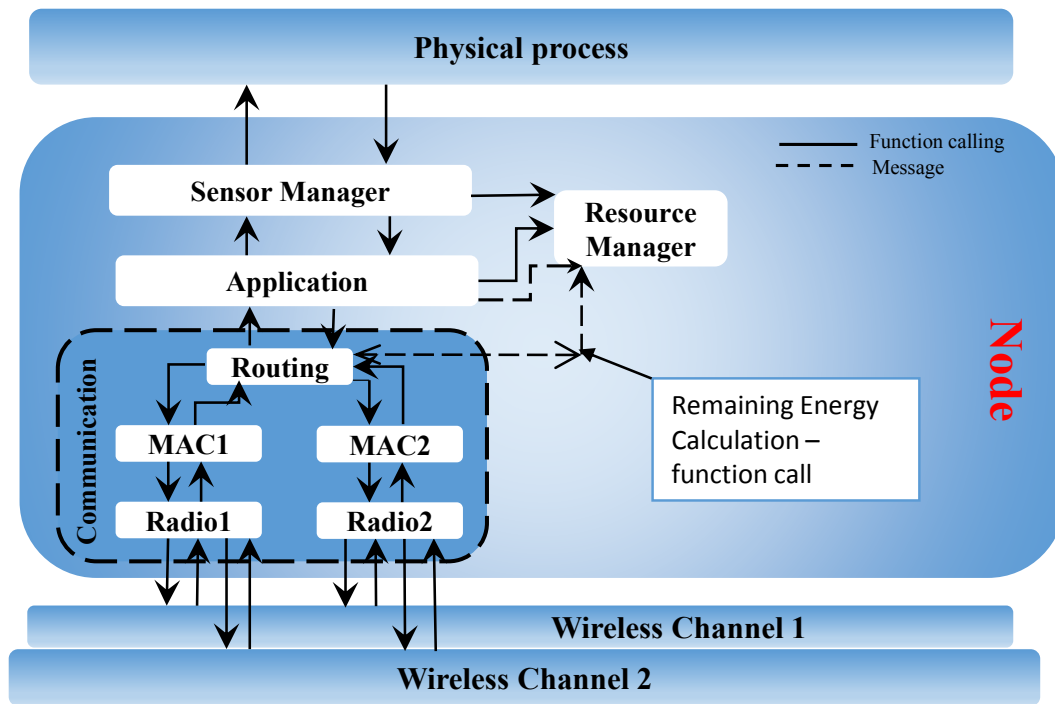 Physical process
Function calling
Message
Sensor Manager
Resource
Manager
Application
Node
Communication
Routing
Remaining Energy
Calculation –
function call
MAC1
MAC2
Radio1
Radio2
Wireless Channel 1
Wireless Channel 2